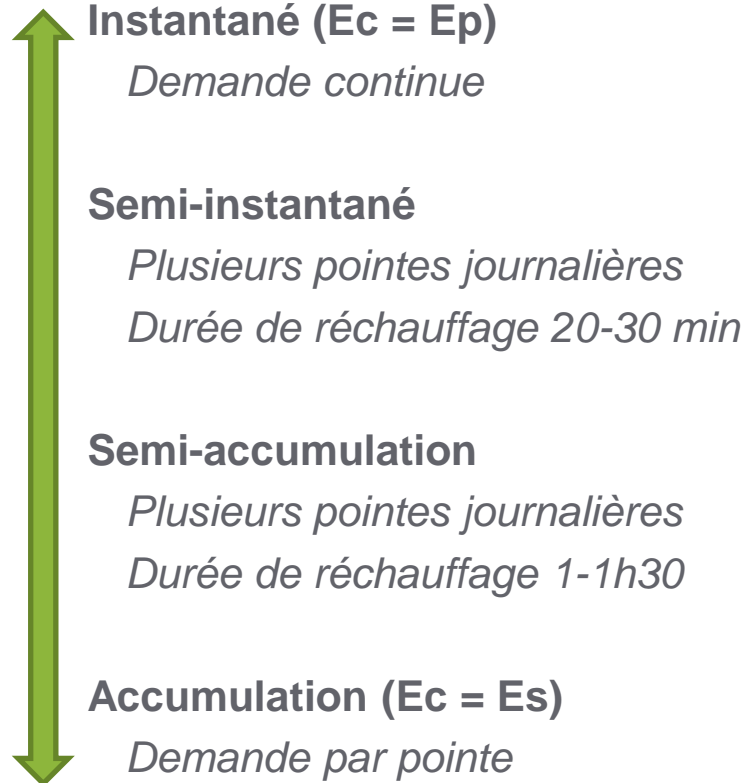 Instantané (Ec = Ep)
Demande continue
Semi-instantané
Plusieurs pointes journalières
Durée de réchauffage 20-30 min
Semi-accumulation
Plusieurs pointes journalières
Durée de réchauffage 1-1h30
Accumulation (Ec = Es)
Demande par pointe